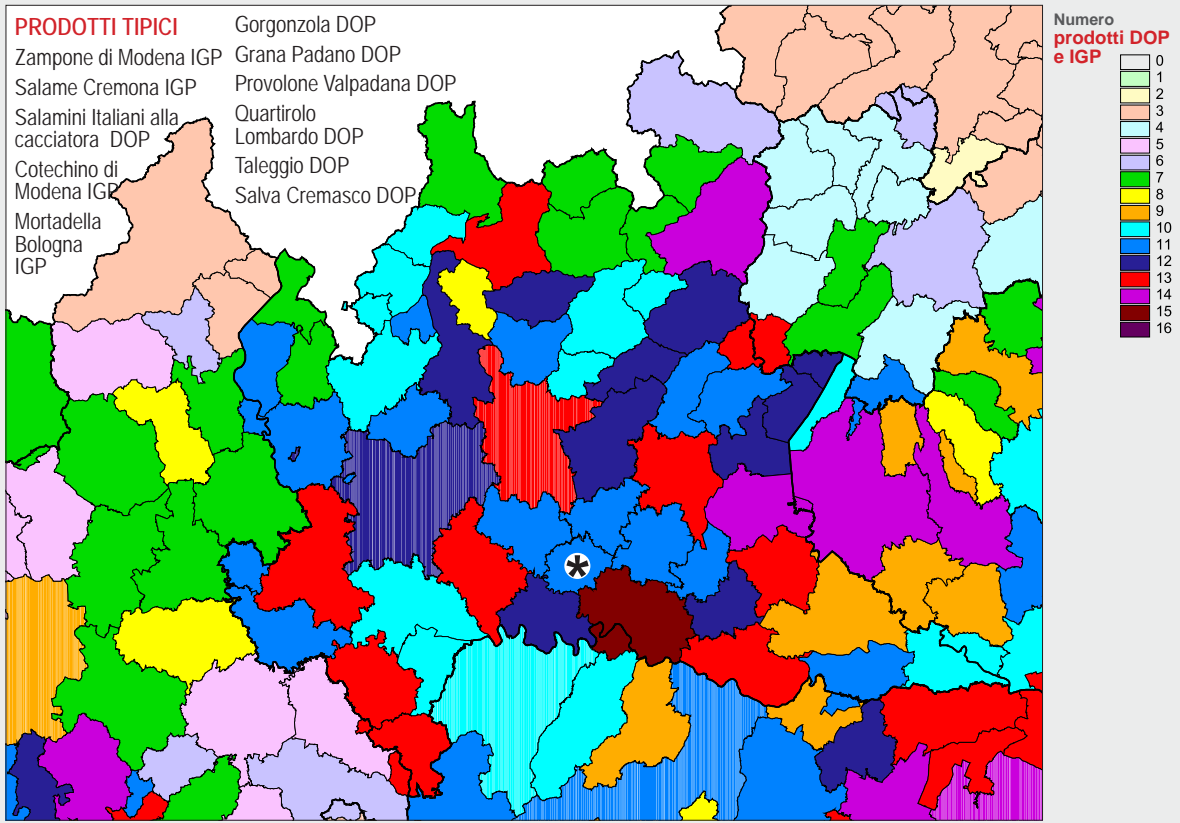 PRODOTTI TIPICI
Zampone di Modena IGP
Salame Cremona IGP
Salamini Italiani alla
cacciatora DOP
Cotechino di
Modena IGP
Mortadella
Bologna
IGP
Gorgonzola DOP
Grana Padano DOP
Provolone Valpadana DOP
Quartirolo
Lombardo DOP
Taleggio DOP
Salva Cremasco DOP
Numero
prodotti DOP
e IGP
0
1
2
3
4
5
6
7
8
9
10
11
12
13
14
15
16
*